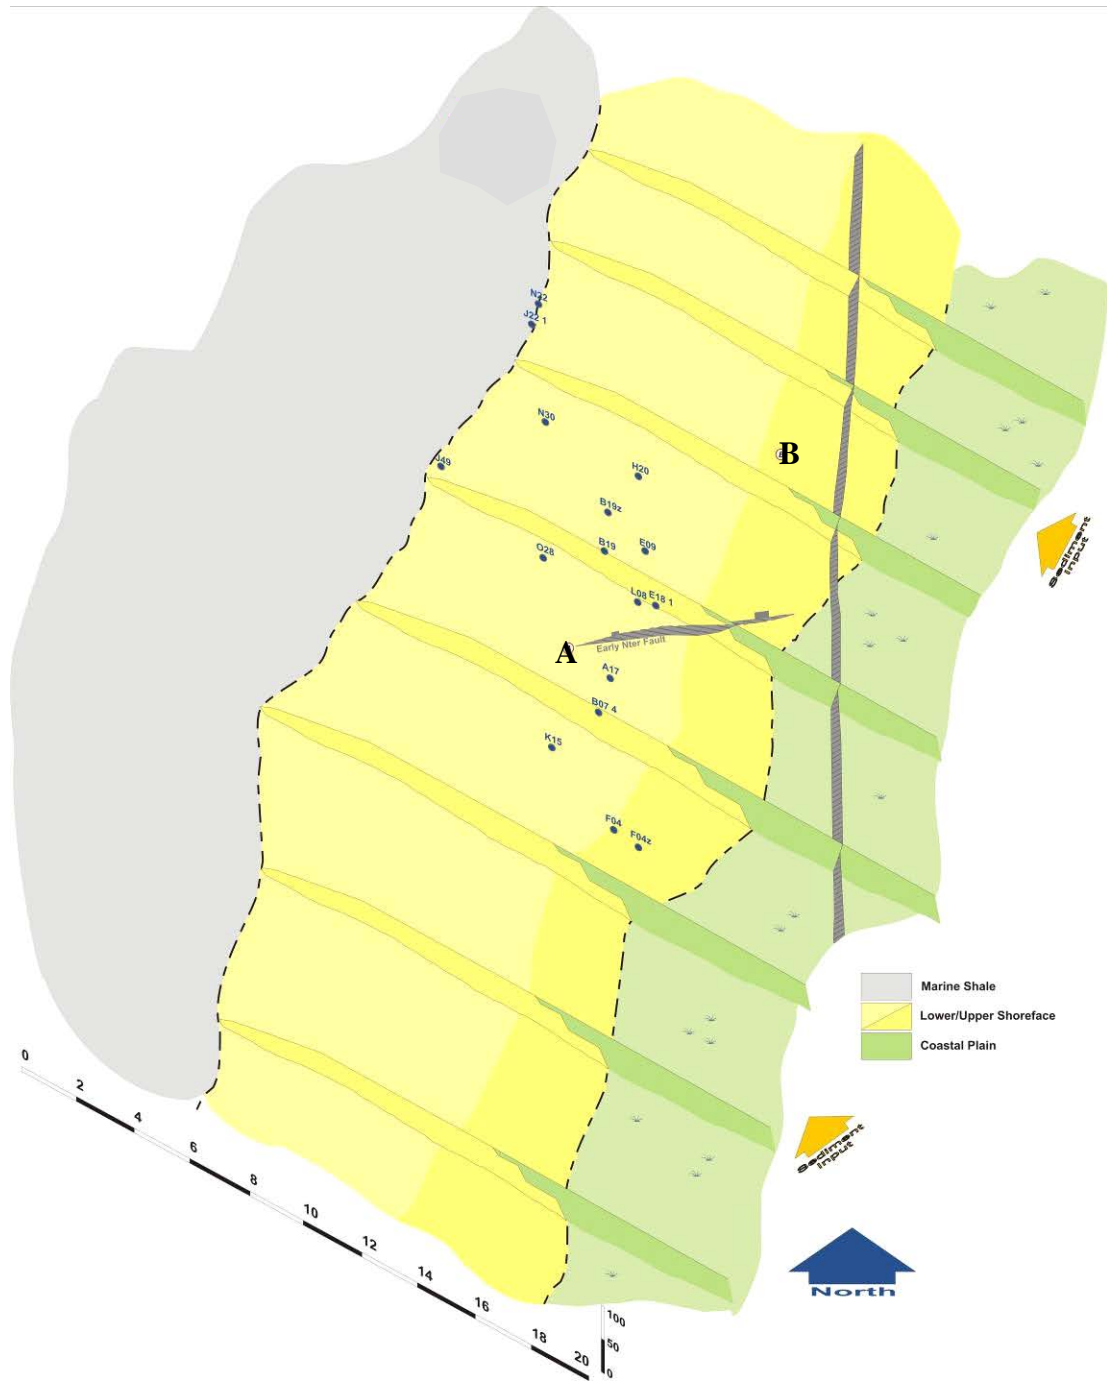 N22
J22 1
N30
J49
H20
B
B19z
B19
E09
O28
L08
E18 1
Early Nter Fault
A
A17
B07 4
K15
F04
F04z
Sediment
Input
Marine Shale
Lower/Upper Shoreface
Coastal Plain
0
2
4
6
8
10
12
14
16
18
20
100
50
0
Sediment
Input
North